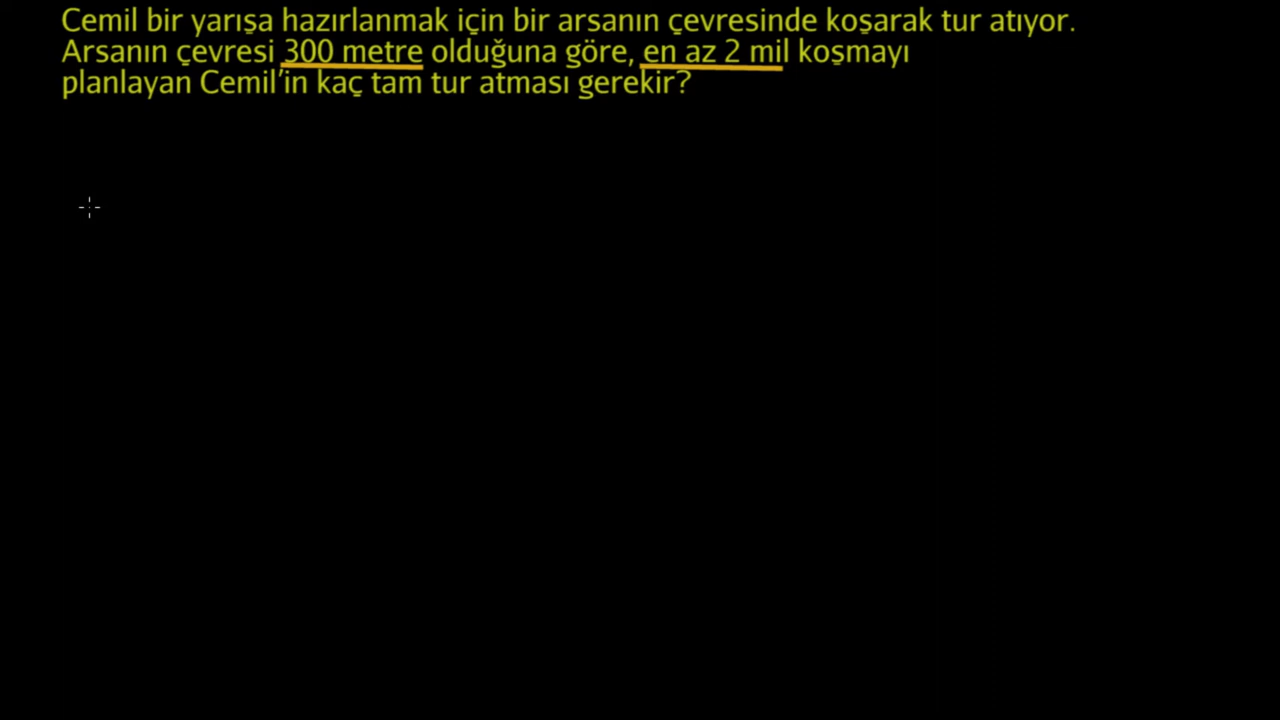 Cemil bir yarışa hazırlanmak için bir arsanın çevresinde koşarak tur atıyor.
Arsanın çevresi 300 metre olduğuna göre, en az 2 mil koşmayı
planlayan Cemil'in kaç tam tur atması gerekir?